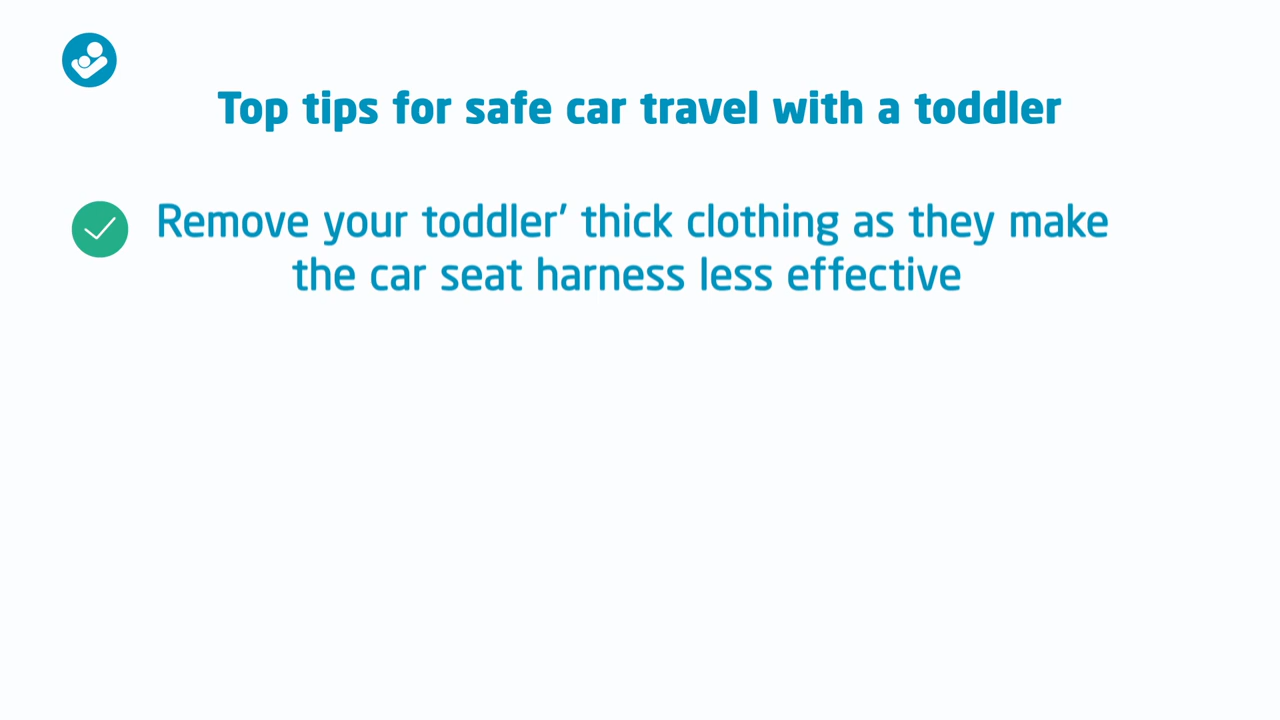 Top tips for safe car travel with a toddler
Remove your toddler’ thick clothing as they make
the car seat harness less effective